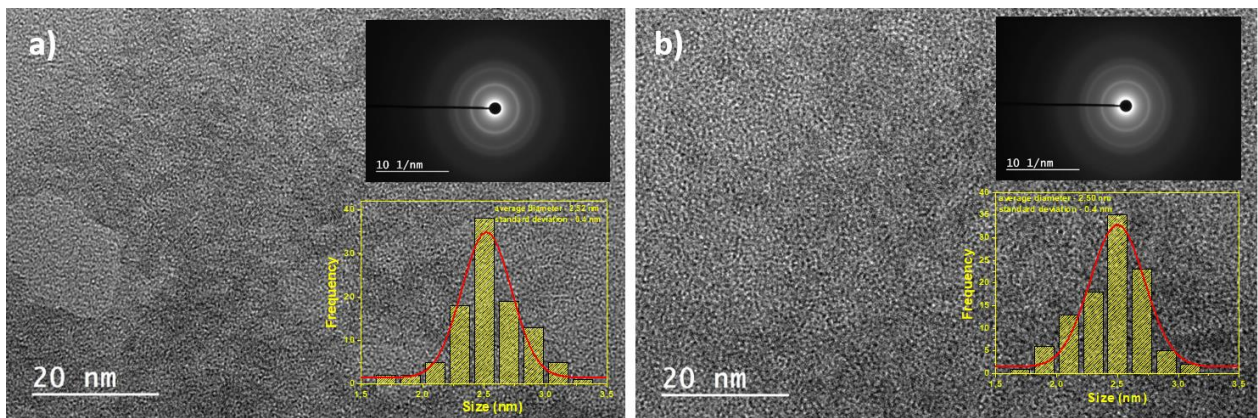 a)
10 1/nm
average diameter - 2.52 nm
standard deviation - 0.4 nm
40
30
20
10
0
Frequency
1.5 2.0 2.5 3.0 3.5
Size (nm)
20 nm
b)
10 1/nm
average diameter - 2.50 nm
standard deviation - 0.4 nm
40
35
30
25
20
15
10
5
0
Frequency
1.5 2.0 2.5 3.0 3.5
Size (nm)
20 nm